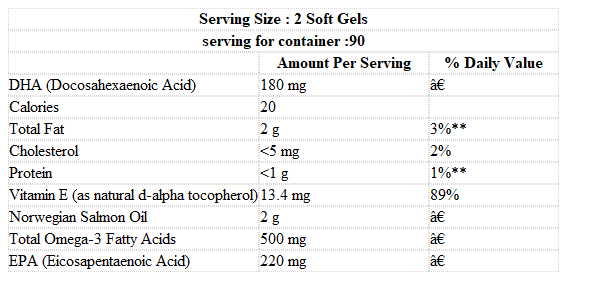 Serving Size : 2 Soft Gels
serving for container :90
Amount Per Serving % Daily Value
DHA (Docosahexaenoic Acid) 180 mg â€
Calories 20
Total Fat 2 g 3%**
Cholesterol <5 mg 2%
Protein <1 g 1%**
Vitamin E (as natural d-alpha tocopherol) 13.4 mg 89%
Norwegian Salmon Oil 2 g â€
Total Omega-3 Fatty Acids 500 mg â€
EPA (Eicosapentaenoic Acid) 220 mg â€